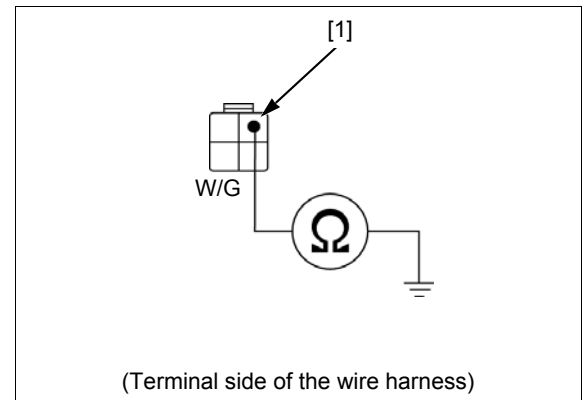 [1]
W/G
Ω
(Terminal side of the wire harness)